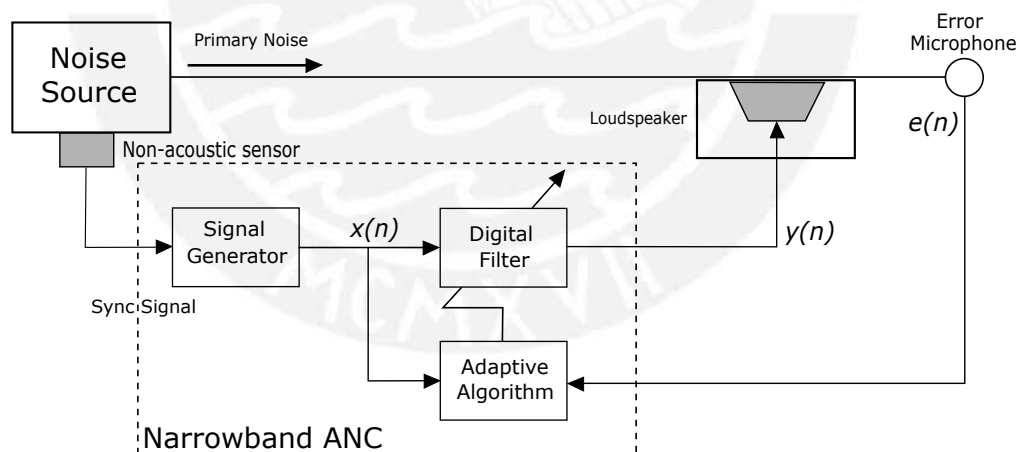 Noise
Source
Primary Noise
Error
Microphone
Loudspeaker
e(n)
Non-acoustic sensor
Signal
Generator
x(n)
Digital
Filter
y(n)
Sync Signal
Adaptive
Algorithm
Narrowband ANC
MCMXVII